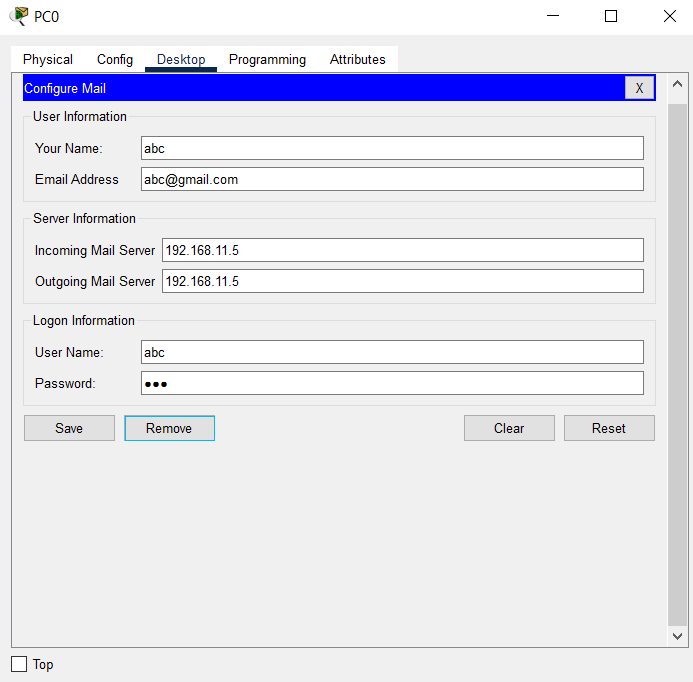 PC0
Physical Config Desktop Programming Attributes
Configure Mail X
User Information
Your Name: abc
Email Address abc@gmail.com
Server Information
Incoming Mail Server 192.168.11.5
Outgoing Mail Server 192.168.11.5
Logon Information
User Name: abc
Password: ●●●
Save Remove Clear Reset
Top